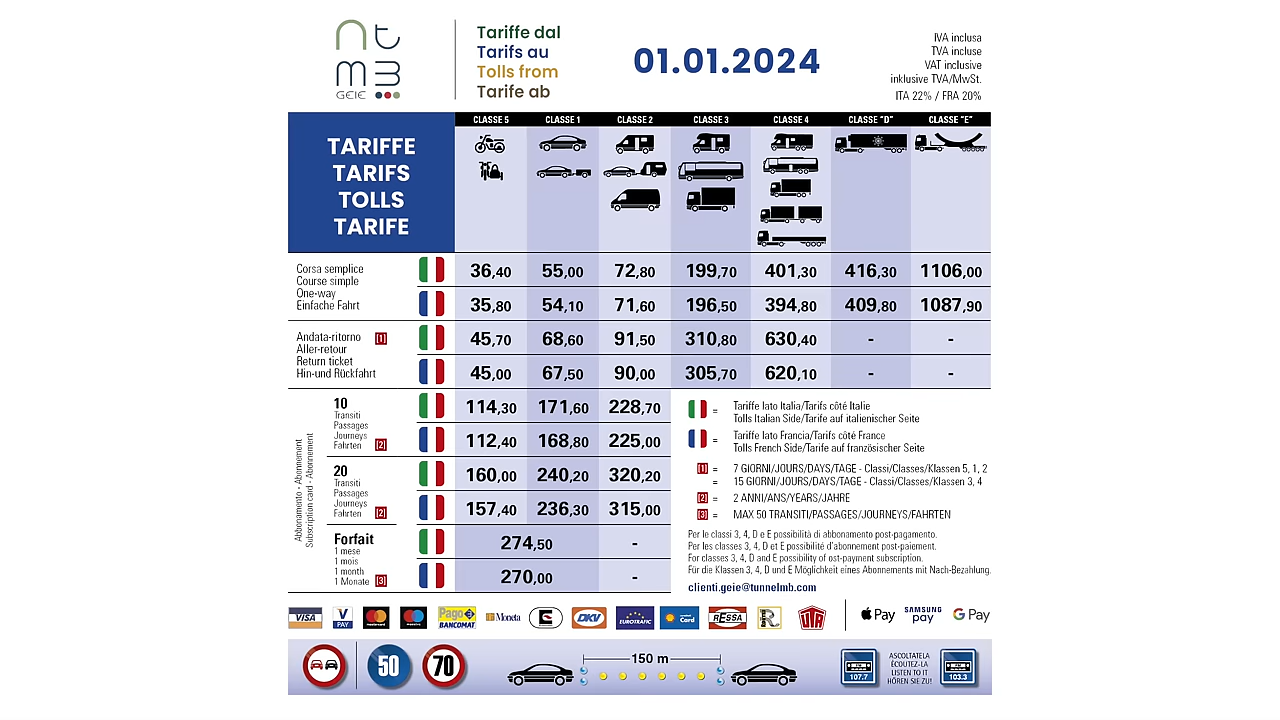 ntm3
GEIE
Tariffe dal
Tarifs au
Tolls from
Tarife ab
01.01.2024
IVA inclusa
TVA incluse
VAT inclusive
inklusive TVA/MwSt.
ITA 22% / FRA 20%
TARIFFE
TARIFS
TOLLS
TARIFE
CLASSE 5 CLASSE 1 CLASSE 2 CLASSE 3 CLASSE 4 CLASSE "D" CLASSE "E"
Corsa semplice
Course simple
One-way
Einfache Fahrt
36,40 55,00 72,80 199,70 401,30 416,30 1106,00
35,80 54,10 71,60 196,50 394,80 409,80 1087,90
Andata-ritorno [1]
Aller-retour
Return ticket
Hin-und Rückfahrt
45,70 68,60 91,50 310,80 630,40 - -
45,00 67,50 90,00 305,70 620,10 - -
Abbonamento - Abonnement
Subscription card - Abonnement
10
Transiti
Passages
Journeys
Fahrten [2]
114,30 171,60 228,70
112,40 168,80 225,00
20
Transiti
Passages
Journeys
Fahrten [2]
160,00 240,20 320,20
157,40 236,30 315,00
Forfait
1 mese
1 mois
1 month
1 Monate [3]
274,50 -
270,00 -
= Tariffe lato Italia/Tarifs côté Italie
Tolls Italian Side/Tarife auf italienischer Seite
= Tariffe lato Francia/Tarifs côté France
Tolls French Side/Tarife auf französischer Seite
[1] = 7 GIORNI/JOURS/DAYS/TAGE - Classi/Classes/Klassen 5, 1, 2
= 15 GIORNI/JOURS/DAYS/TAGE - Classi/Classes/Klassen 3, 4
[2] = 2 ANNI/ANS/YEARS/JAHRE
[3] = MAX 50 TRANSITI/PASSAGES/JOURNEYS/FAHRTEN
Per le classi 3, 4, D e E possibilità di abbonamento post-pagamento.
Per les classes 3, 4, D et E possibilité d'abonnement post-paiement.
For classes 3, 4, D and E possibility of ost-payment subscription.
Für die Klassen 3, 4, D und E Möglichkeit eines Abonnements mit Nach-Bezahlung.
clienti.geie@tunnelmb.com
VISA V PAY mastercard maestro Pago BANCOMAT Moneta DKV EUROTRAFIC Shell Card RESSA R UTA Pay SAMSUNG pay G Pay
50 70 150 m
107.7
ASCOLTATELA
ÉCOUTEZ-LA
LISTEN TO IT
HÖREN SIE ZU!
103.3